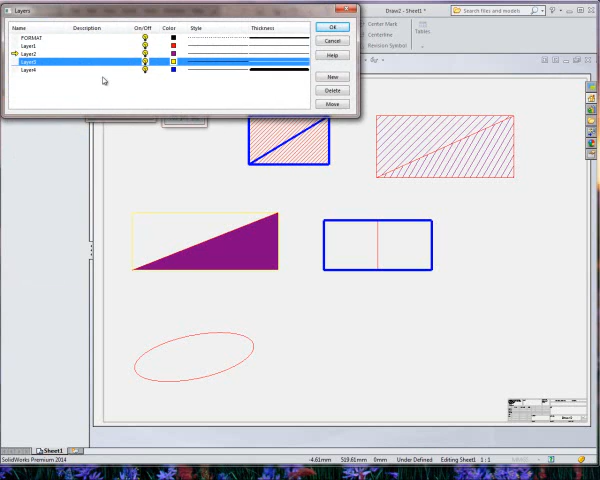 Layers
Draw2 - Sheet1 *
Search files and models
Name Description On/Off Color Style Thickness
FORMAT
Layer1
Layer2
Layer3
Layer4
OK
Cancel
Help
New
Delete
Move
Center Mark
Centerline
Revision Symbol
Tables
Sheet1
SolidWorks Premium 2014
-4.61mm 519.61mm 0mm Under Defined Editing Sheet1 1 : 1